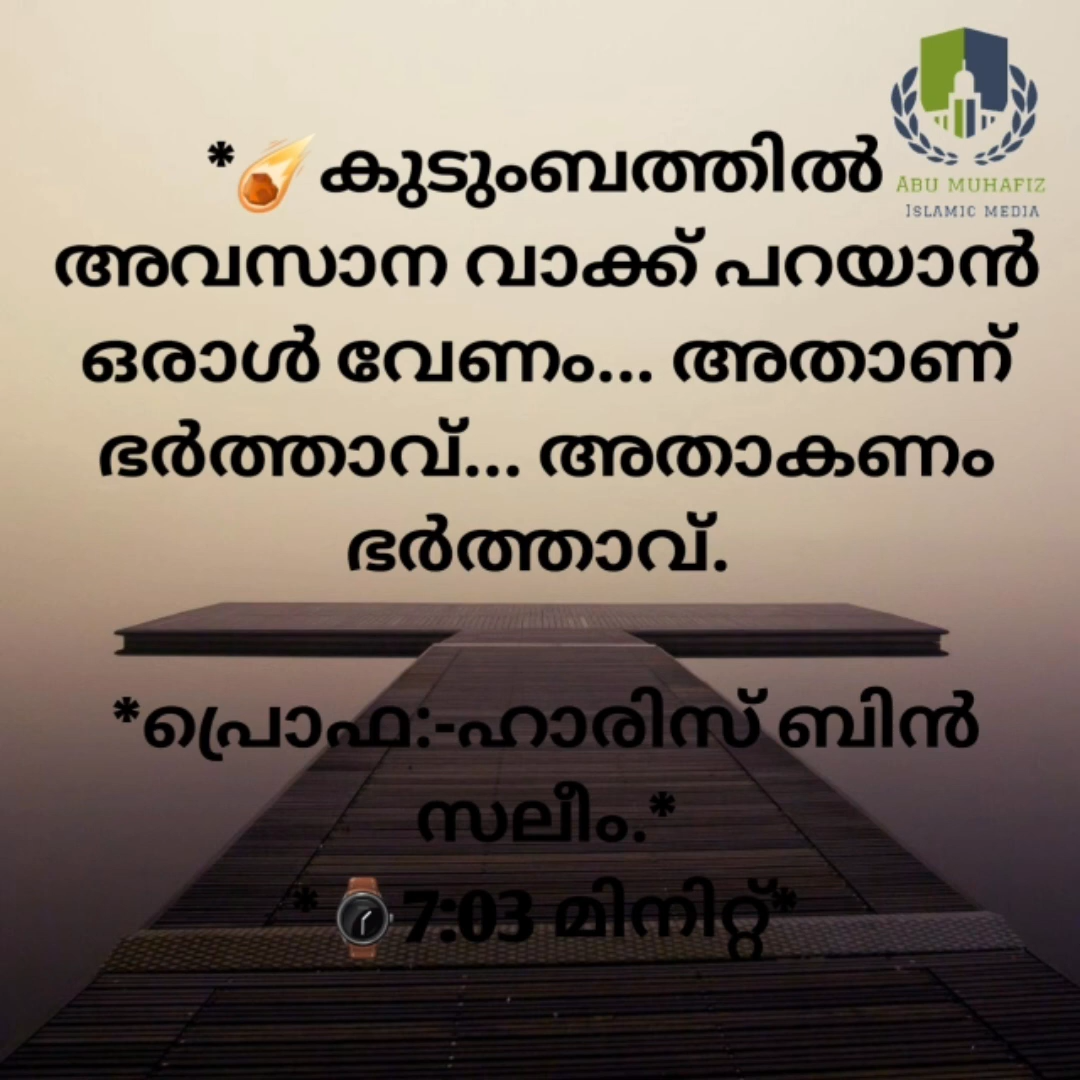 *☄️ കുടുംബത്തിൽ
ABU MUHAFIZ
ISLAMIC MEDIA
അവസാന വാക്ക് പറയാൻ
ഒരാൾ വേണം... അതാണ്
ഭർത്താവ്... അതാകണം
ഭർത്താവ്.
*പ്രൊഫ:-ഹാരിസ് ബിൻ
സലീം.*
*⌚7:03 മിനിറ്റ്*